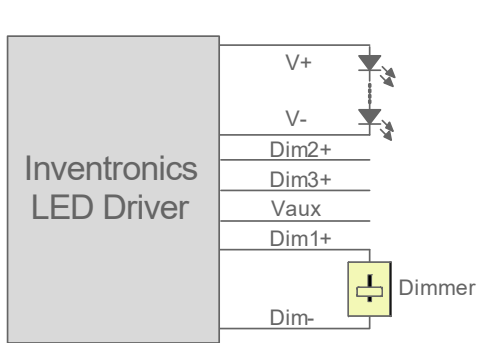 V+
V-
Inventronics
LED Driver
Dim2+
Dim3+
Vaux
Dim1+
Dimmer
Dim-